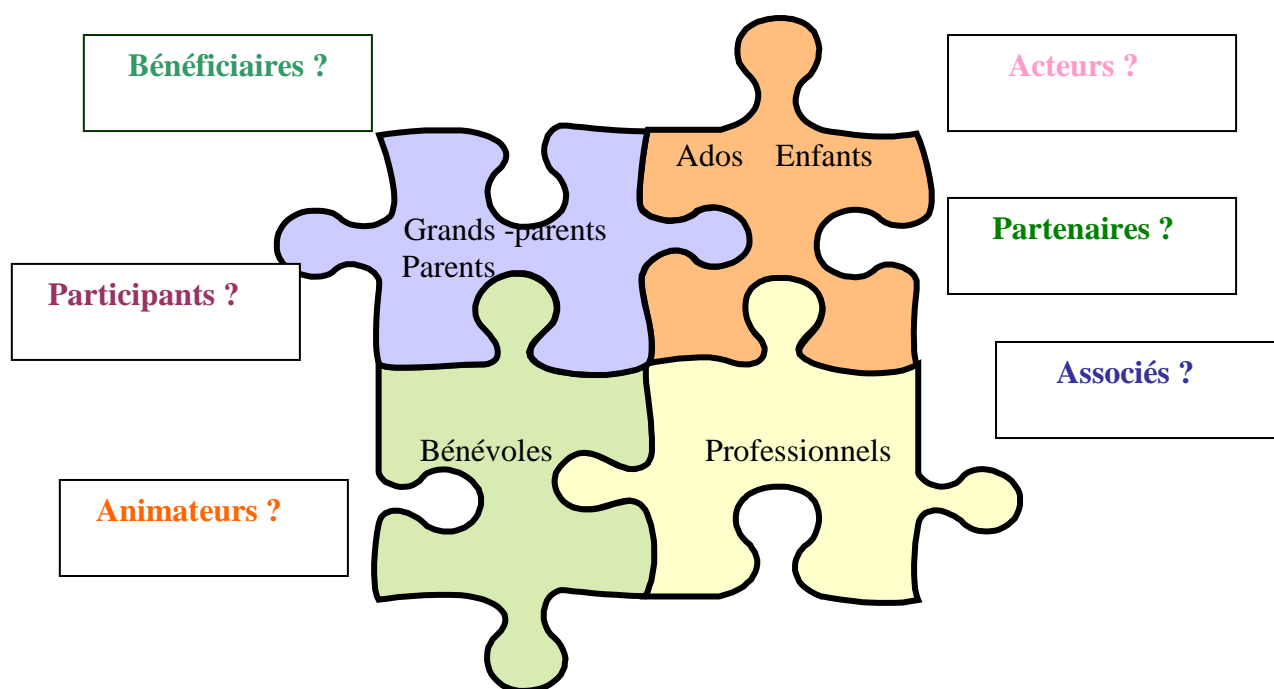 Bénéficiaires ?
Acteurs ?
Ados Enfants
Grands -parents
Parents
Partenaires ?
Participants ?
Associés ?
Bénévoles
Professionnels
Animateurs ?